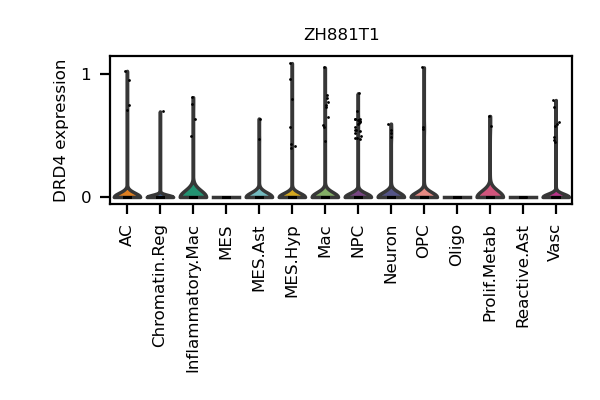 ZH881T1
DRD4 expression
1
0
AC
Chromatin.Reg
Inflammatory.Mac
MES
MES.Ast
MES.Hyp
Mac
NPC
Neuron
OPC
Oligo
Prolif.Metab
Reactive.Ast
Vasc